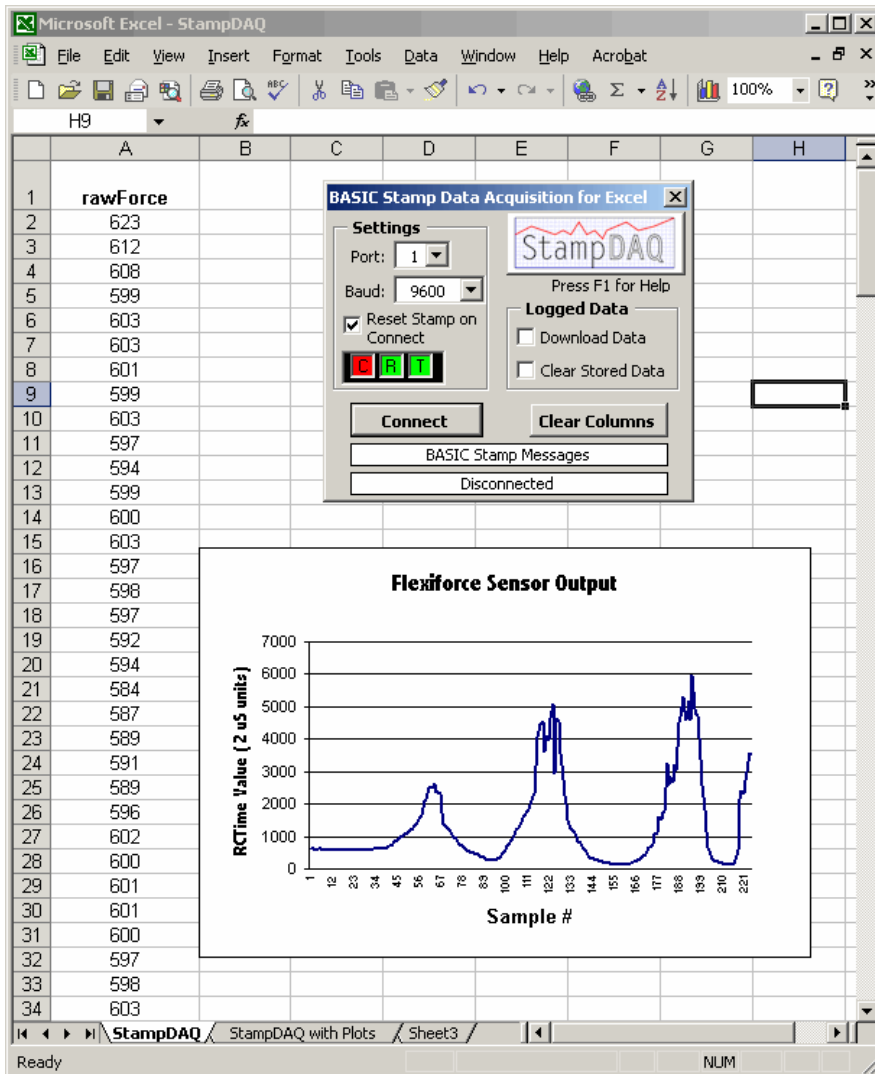 Microsoft Excel - StampDAQ
File Edit View Insert Format Tools Data Window Help Acrobat
ABC Σ A Z 100% ?
H9 fx
A B C D E F G H
1 rawForce
2 623
3 612
4 608
5 599
6 603
7 603
8 601
9 599
10 603
11 597
12 594
13 599
14 600
15 603
16 597
17 598
18 597
19 592
20 594
21 584
22 587
23 589
24 591
25 589
26 596
27 602
28 600
29 601
30 601
31 600
32 597
33 598
34 603
BASIC Stamp Data Acquisition for Excel
Settings
Port: 1
Baud: 9600
Reset Stamp on
Connect
C R T
StampDAQ
Press F1 for Help
Logged Data
Download Data
Clear Stored Data
Connect Clear Columns
BASIC Stamp Messages
Disconnected
Flexiforce Sensor Output
RCTime Value ( 2 uS units)
7000
6000
5000
4000
3000
2000
1000
0
1 12 23 34 45 56 67 78 89 100 111 122 133 144 155 166 177 188 199 210 221
Sample #
StampDAQ StampDAQ with Plots Sheet3
Ready NUM